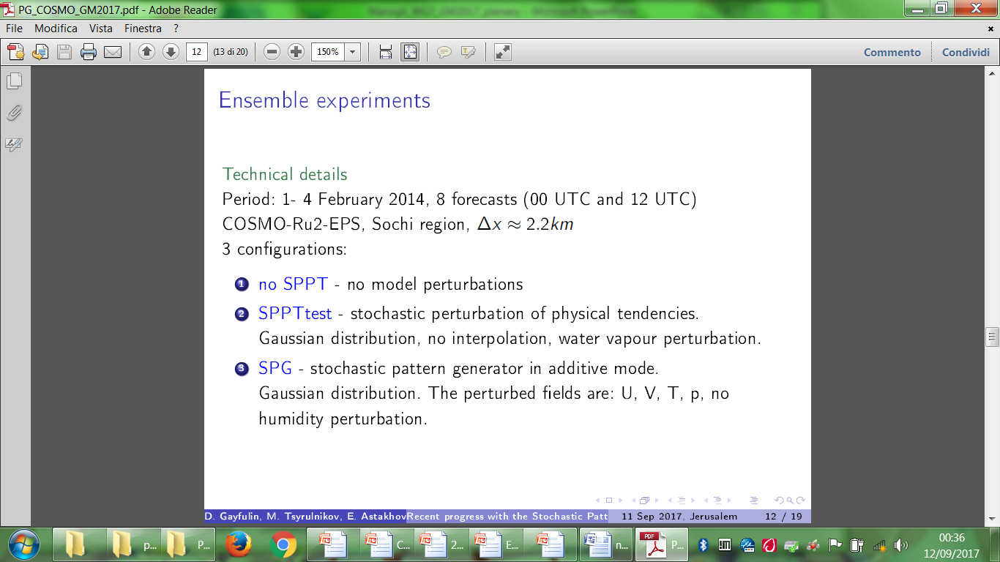 PG_COSMO_GM2017.pdf - Adobe Reader
File Modifica Vista Finestra ?
12 (13 di 20) 150% Commento Condividi
Ensemble experiments
Technical details
Period: 1- 4 February 2014, 8 forecasts (00 UTC and 12 UTC)
COSMO-Ru2-EPS, Sochi region, Δx ≈ 2.2km
3 configurations:
1 no SPPT - no model perturbations
2 SPPTtest - stochastic perturbation of physical tendencies.
Gaussian distribution, no interpolation, water vapour perturbation.
3 SPG - stochastic pattern generator in additive mode.
Gaussian distribution. The perturbed fields are: U, V, T, p, no
humidity perturbation.
D. Gayfulin, M. Tsyrulnikov, E. Astakhov Recent progress with the Stochastic Patt 11 Sep 2017, Jerusalem 12 / 19
p... P... C... 2... E... n... PDF P... 00:36
12/09/2017